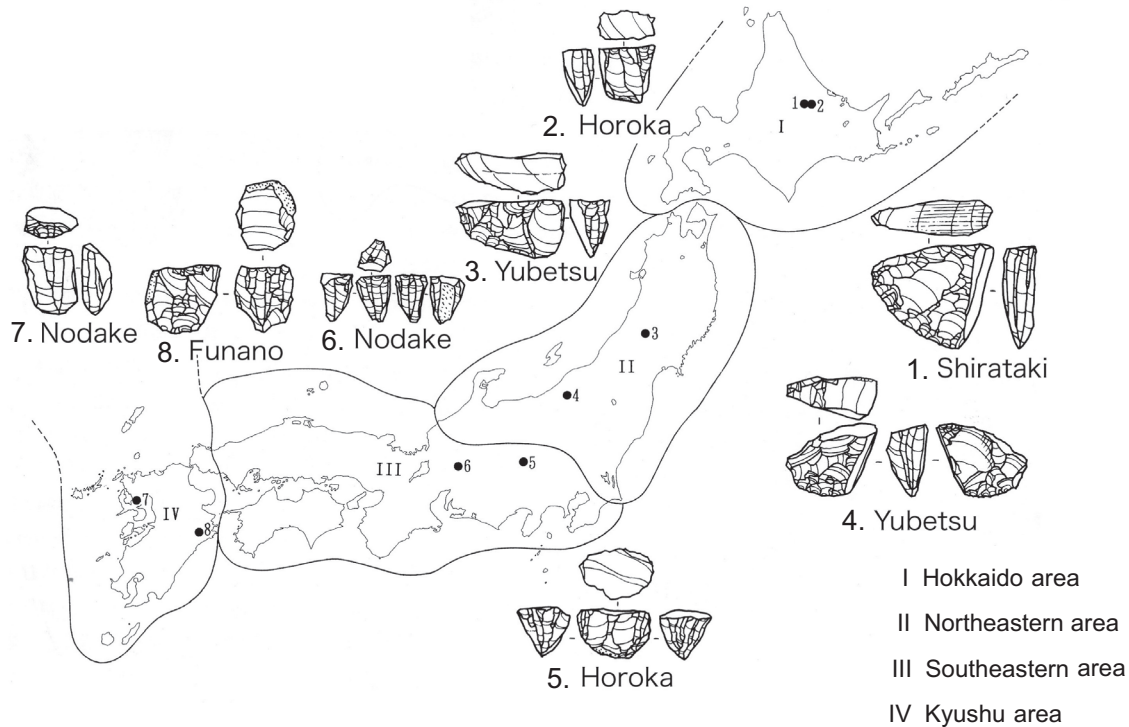 2. Horoka
1
2
I
3. Yubetsu
1. Shirataki
7. Nodake
8. Funano
6. Nodake
3
II
4
4. Yubetsu
III
6
5
7
IV
8
5. Horoka
I Hokkaido area
II Northeastern area
III Southeastern area
IV Kyushu area